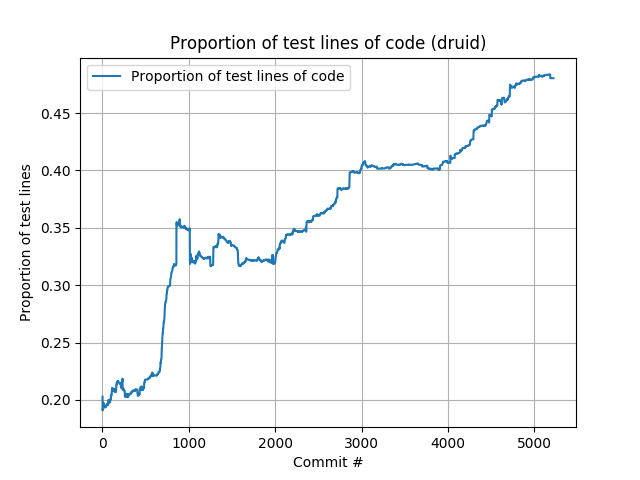 Proportion of test lines of code (druid)
Proportion of test lines of code
Proportion of test lines
0.45
0.40
0.35
0.30
0.25
0.20
0 1000 2000 3000 4000 5000
Commit #